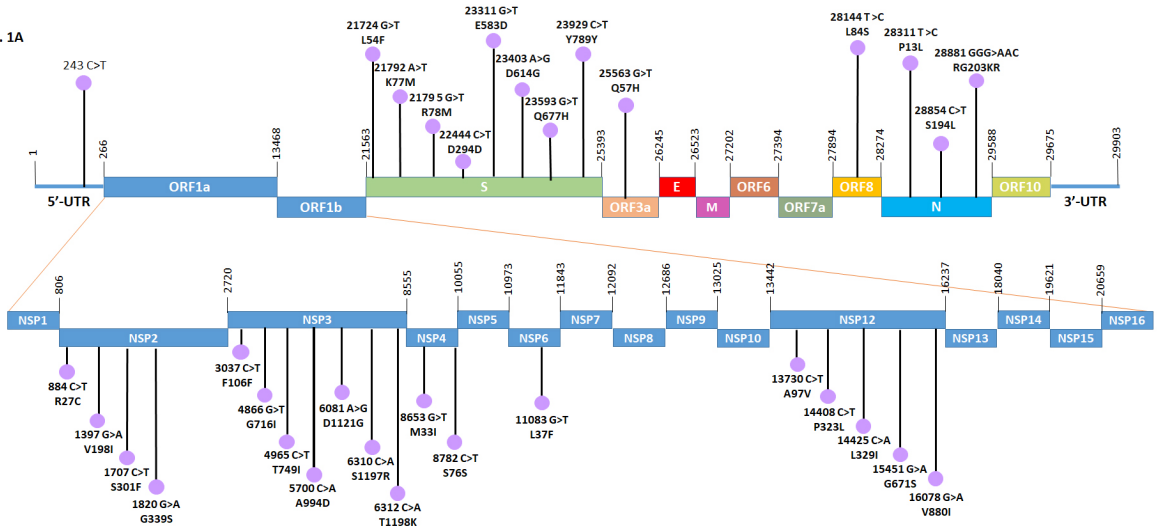 . 1A
243 C>T
21724 G>T
L54F
21792 A>T
K77M
2179 5 G>T
R78M
22444 C>T
D294D
23311 G>T
E583D
23403 A>G
D614G
23593 G>T
Q677H
23929 C>T
Y789Y
25563 G>T
Q57H
28144 T>C
L84S
28311 T>C
P13L
28854 C>T
S194L
28881 GGG>AAC
RG203KR
1
266
13468
21563
25393
26245
26523
27202
27394
27894
28274
29588
29675
29903
5'-UTR
ORF1a
ORF1b
S
ORF3a
E
M
ORF6
ORF7a
ORF8
N
ORF10
3'-UTR
806
2720
8555
10055
10973
11843
12092
12686
13025
13442
16237
18040
19621
20659
NSP1
NSP2
NSP3
NSP4
NSP5
NSP6
NSP7
NSP8
NSP9
NSP10
NSP12
NSP13
NSP14
NSP15
NSP16
884 C>T
R27C
1397 G>A
V198I
1707 C>T
S301F
1820 G>A
G339S
3037 C>T
F106F
4866 G>T
G716I
4965 C>T
T749I
5700 C>A
A994D
6081 A>G
D1121G
6310 C>A
S1197R
6312 C>A
T1198K
8653 G>T
M33I
8782 C>T
S76S
11083 G>T
L37F
13730 C>T
A97V
14408 C>T
P323L
14425 C>A
L329I
15451 G>A
G671S
16078 G>A
V880I